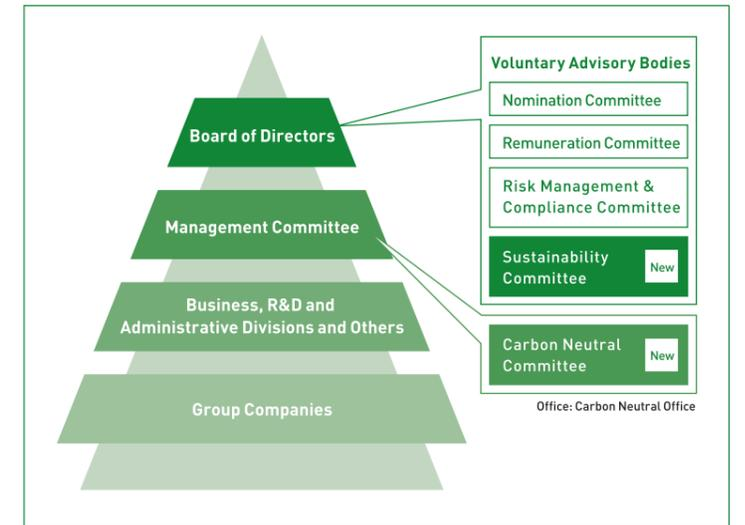 Board of Directors
Management Committee
Business, R&D and
Administrative Divisions and Others
Group Companies
Voluntary Advisory Bodies
Nomination Committee
Remuneration Committee
Risk Management &
Compliance Committee
Sustainability
Committee
New
Carbon Neutral
Committee
New
Office: Carbon Neutral Office